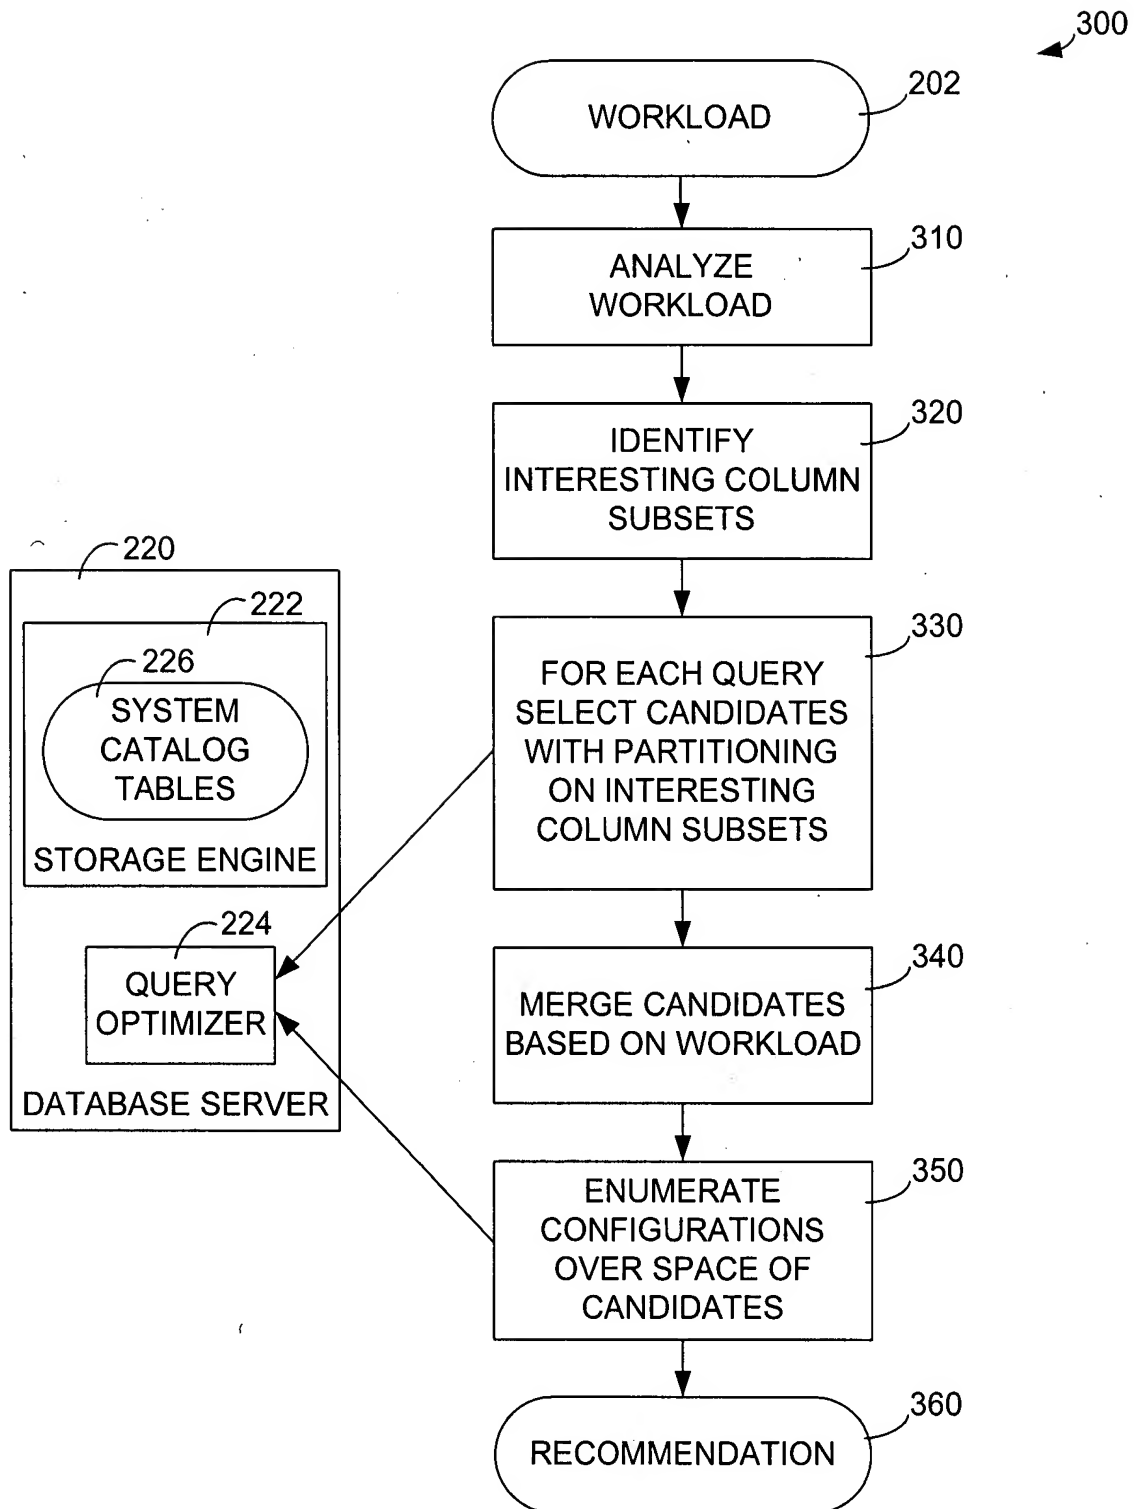 300
WORKLOAD
202
ANALYZE
WORKLOAD
310
IDENTIFY
INTERESTING COLUMN
SUBSETS
320
FOR EACH QUERY
SELECT CANDIDATES
WITH PARTITIONING
ON INTERESTING
COLUMN SUBSETS
330
220
222
226
SYSTEM
CATALOG
TABLES
STORAGE ENGINE
224
QUERY
OPTIMIZER
DATABASE SERVER
MERGE CANDIDATES
BASED ON WORKLOAD
340
ENUMERATE
CONFIGURATIONS
OVER SPACE OF
CANDIDATES
350
RECOMMENDATION
360